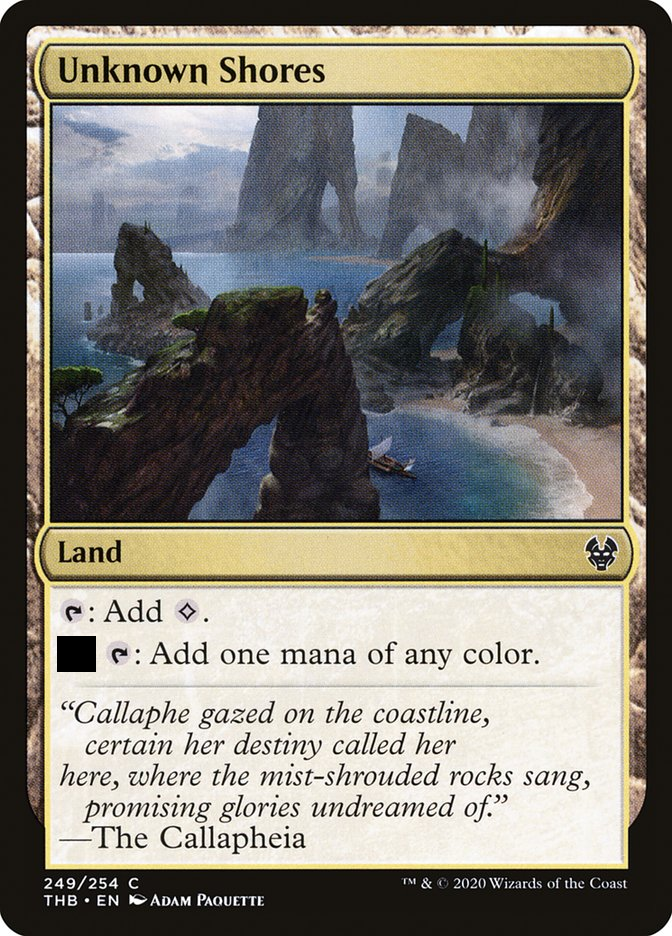 Unknown Shores
Land
: Add .
: Add one mana of any color.
“Callaphe gazed on the coastline,
certain her destiny called her
here, where the mist-shrouded rocks sang,
promising glories undreamed of.”
—The Callapheia
249/254 C
™ & © 2020 Wizards of the Coast
THB • EN Adam Paquette